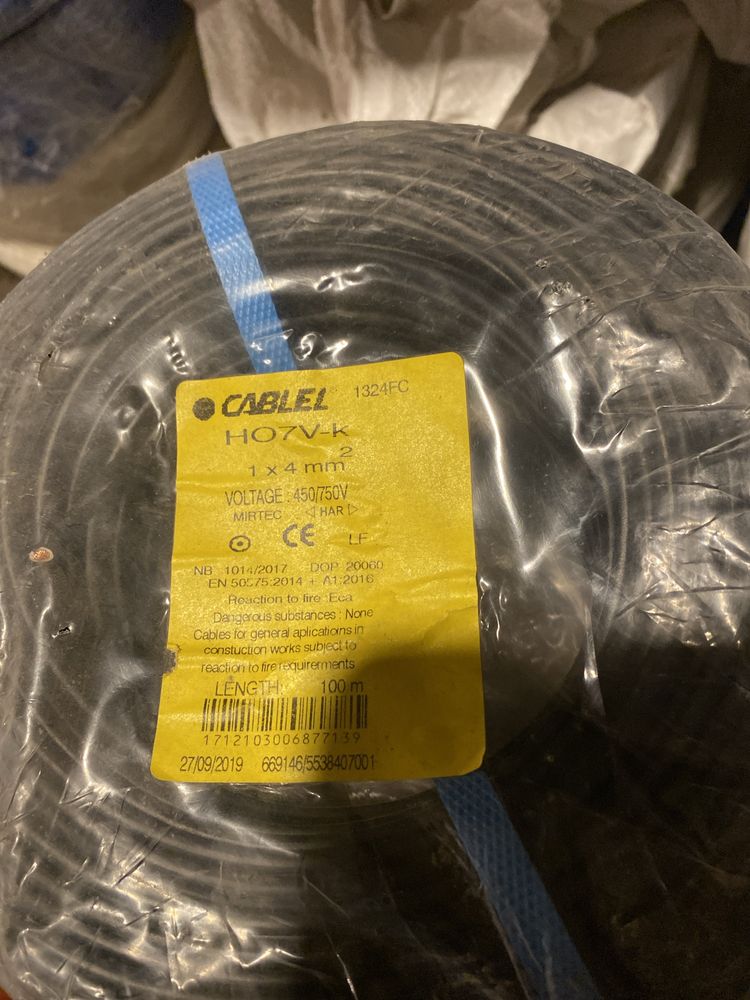 CABLEL 1324FC
HO7V-K
1 x 4 mm²
VOLTAGE : 450/750V
MIRTEC ◁ HAR ▷
CE LF
NB 1014/2017 DOP 20060
EN 50575:2014 + A1:2016
Reaction to fire :Eca
Dangerous substances : None
Cables for general aplications in
constuction works subject to
reaction to fire requirements
LENGTH: 100 m
1712103006877139
27/09/2019 669146/5538407001